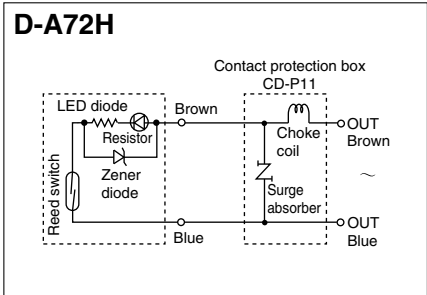 D-A72H
Contact protection box
CD-P11
LED diode
Brown
Resistor
Choke
coil
OUT
Brown
Zener
diode
Reed switch
Surge
absorber
~
Blue
OUT
Blue